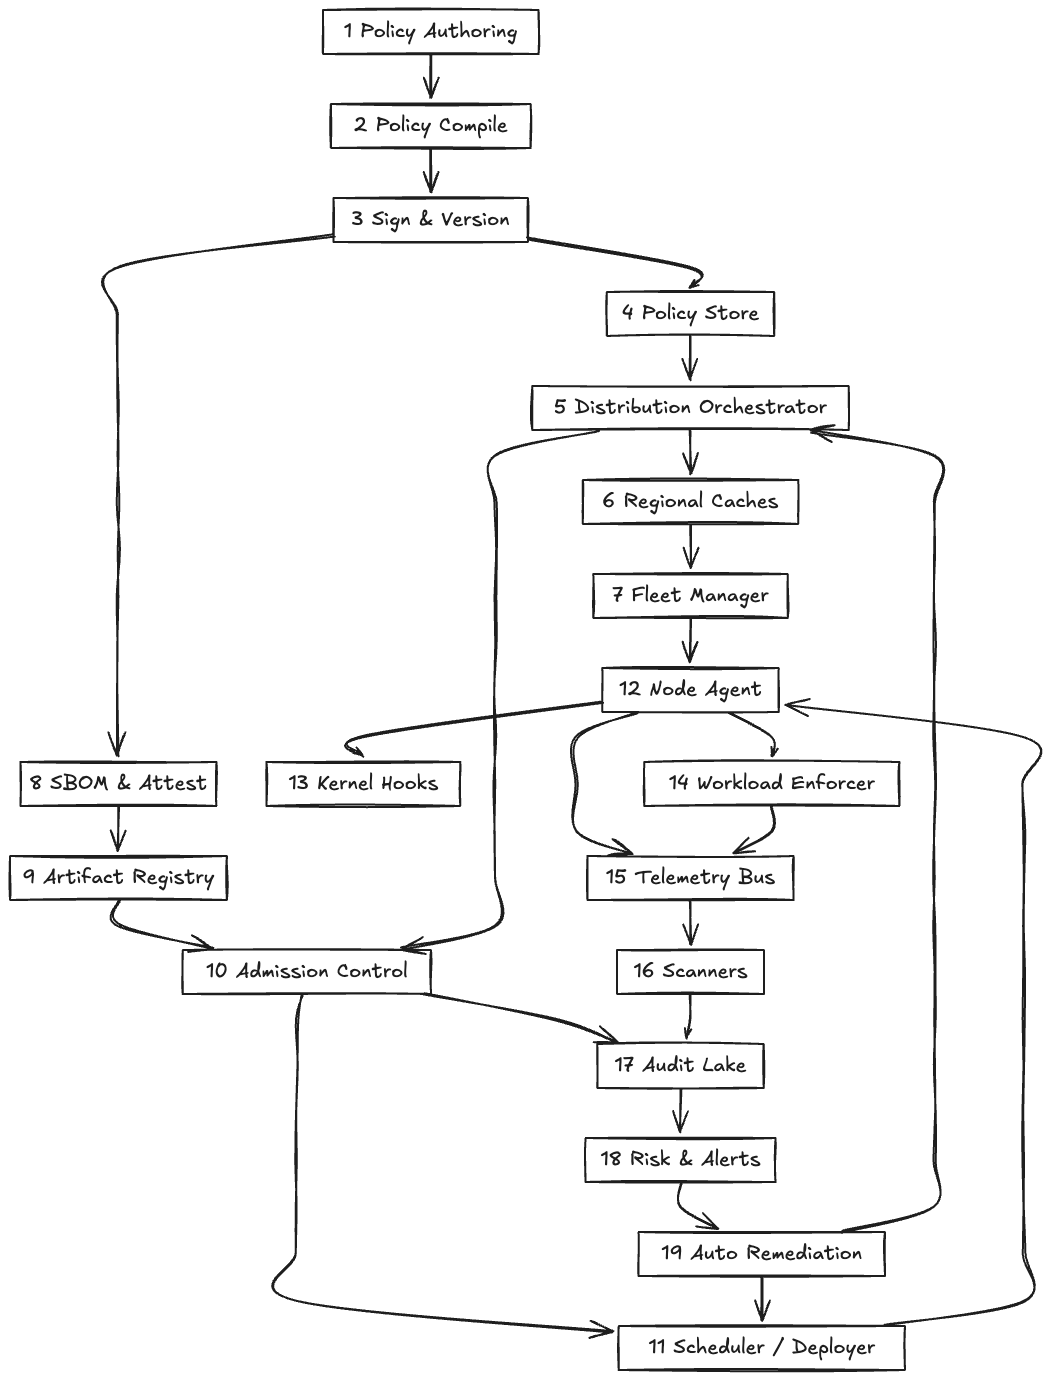 1 Policy Authoring
2 Policy Compile
3 Sign & Version
4 Policy Store
5 Distribution Orchestrator
6 Regional Caches
7 Fleet Manager
12 Node Agent
8 SBOM & Attest
13 Kernel Hooks
14 Workload Enforcer
9 Artifact Registry
15 Telemetry Bus
10 Admission Control
16 Scanners
17 Audit Lake
18 Risk & Alerts
19 Auto Remediation
11 Scheduler / Deployer